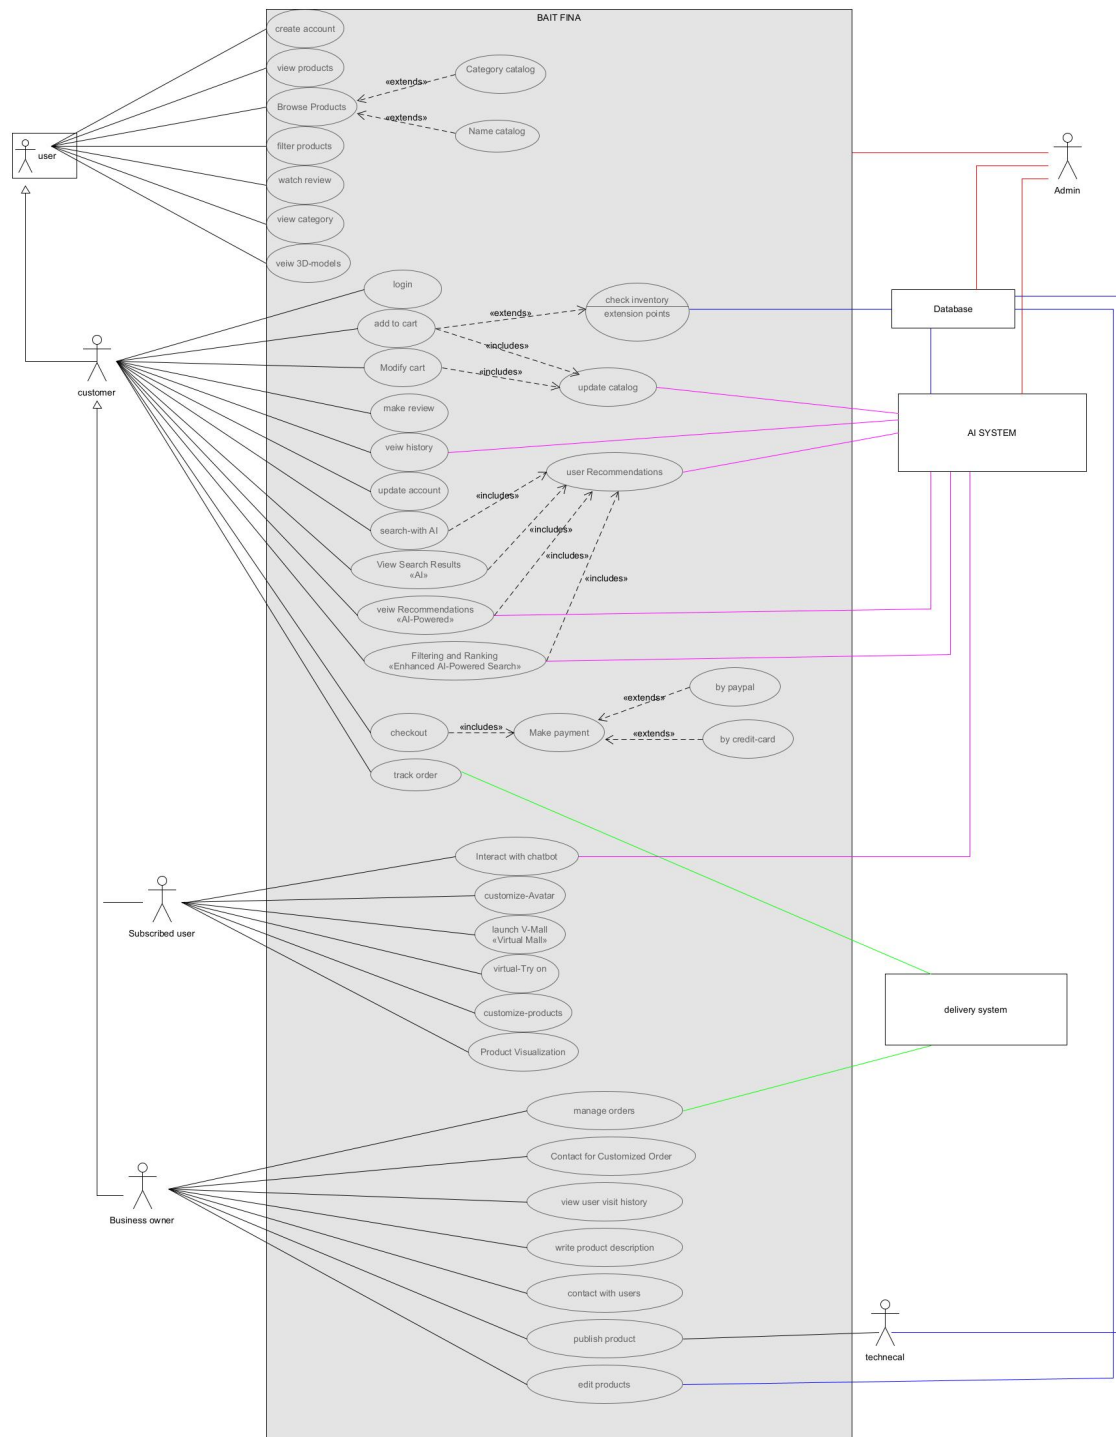 BAIT FINA
create account
view products
Browse Products
«extends»
Category catalog
«extends»
Name catalog
filter products
watch review
view category
veiw 3D-models
user
Admin
login
add to cart
«extends»
check inventory
extension points
Database
«includes»
Modify cart
«includes»
update catalog
customer
make review
AI SYSTEM
veiw history
user Recommendations
update account
«includes»
search-with AI
«includes»
View Search Results
«AI»
«includes»
«includes»
veiw Recommendations
«AI-Powered»
Filtering and Ranking
«Enhanced AI-Powered Search»
by paypal
«extends»
checkout
«includes»
Make payment
«extends»
by credit-card
track order
Interact with chatbot
customize-Avatar
Subscribed user
launch V-Mall
«Virtual Mall»
virtual-Try on
customize-products
delivery system
Product Visualization
manage orders
Contact for Customized Order
view user visit history
Business owner
write product description
contact with users
publish product
technecal
edit products